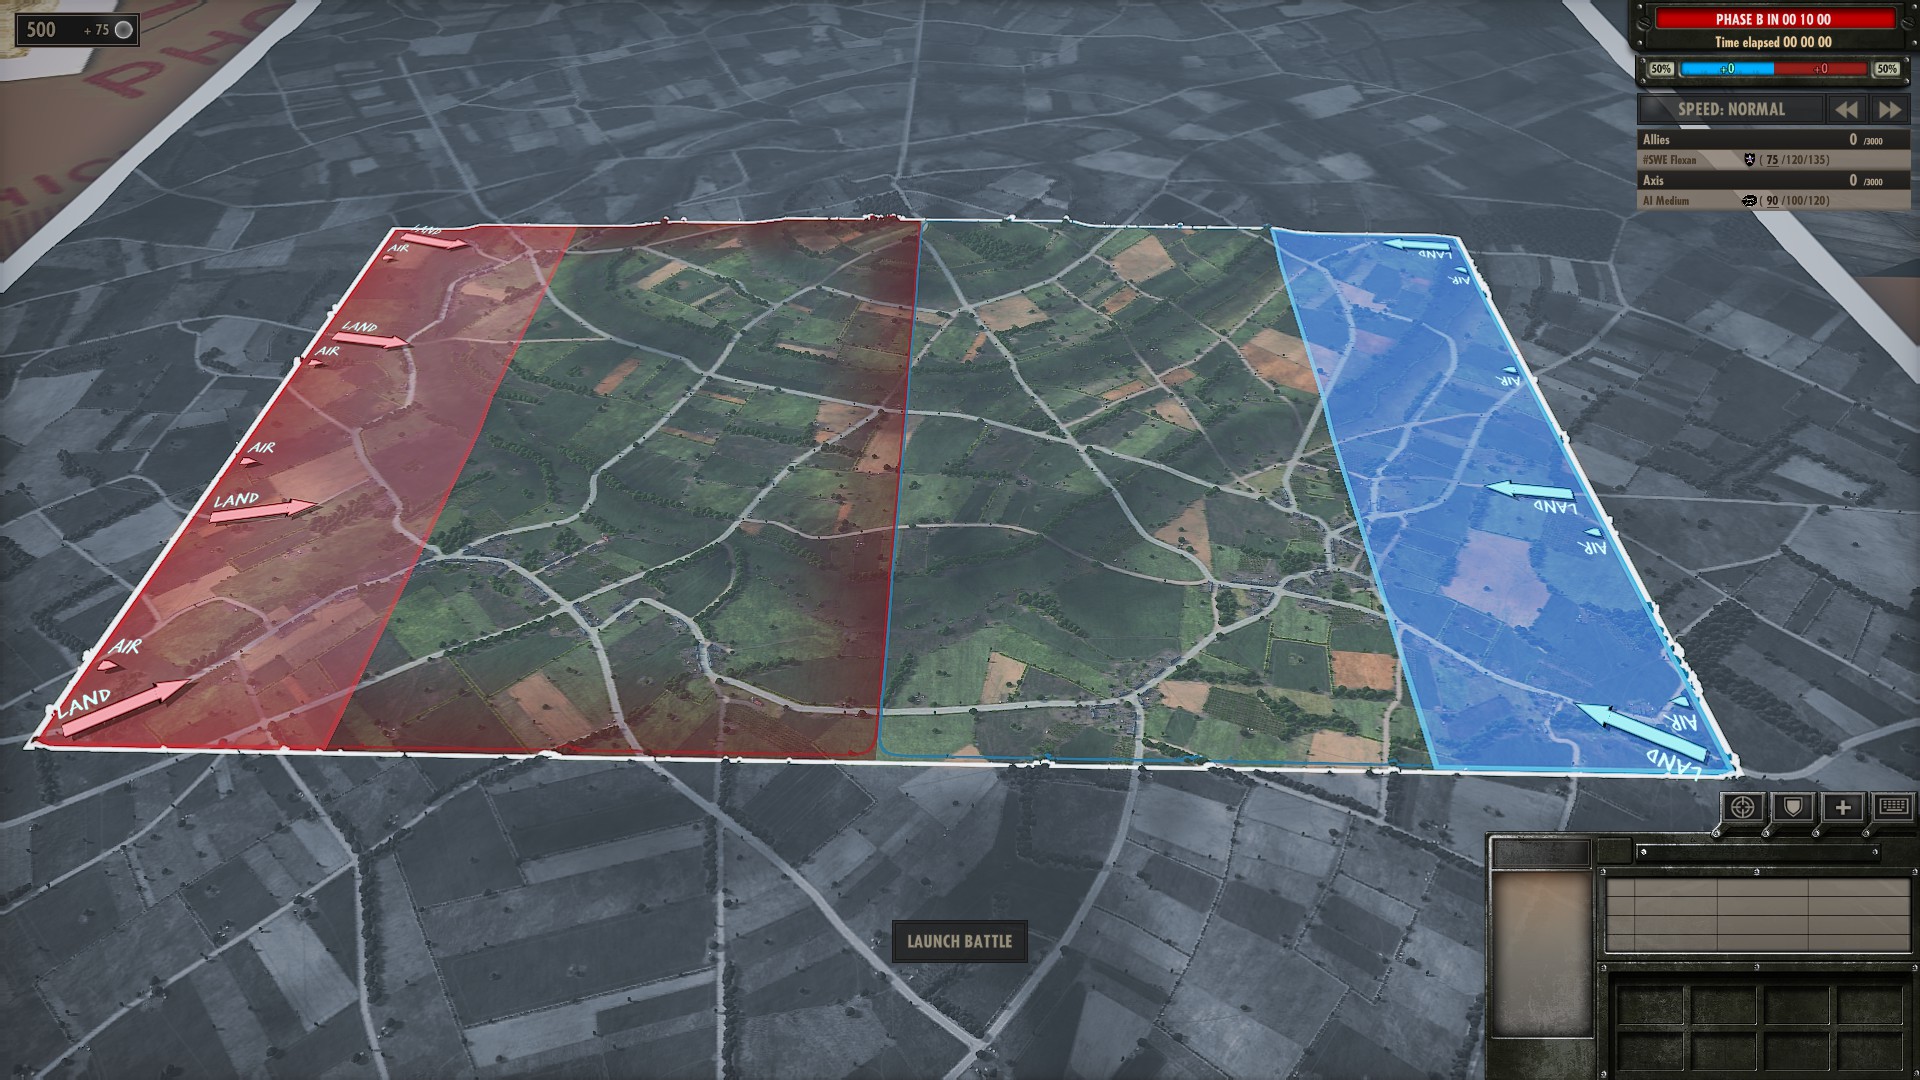 500 + 75
PHASE B IN 00 10 00
Time elapsed 00 00 00
50% +0 +0 50%
SPEED: NORMAL
Allies 0 /3000
#SWE Flexan ( 75 /120/135)
Axis 0 /3000
AI Medium ( 90 /100/120)
LAND
AIR
LAND
AIR
AIR
LAND
AIR
LAND
LAND
AIR
AIR
LAND
AIR
AIR
LAND
LAUNCH BATTLE